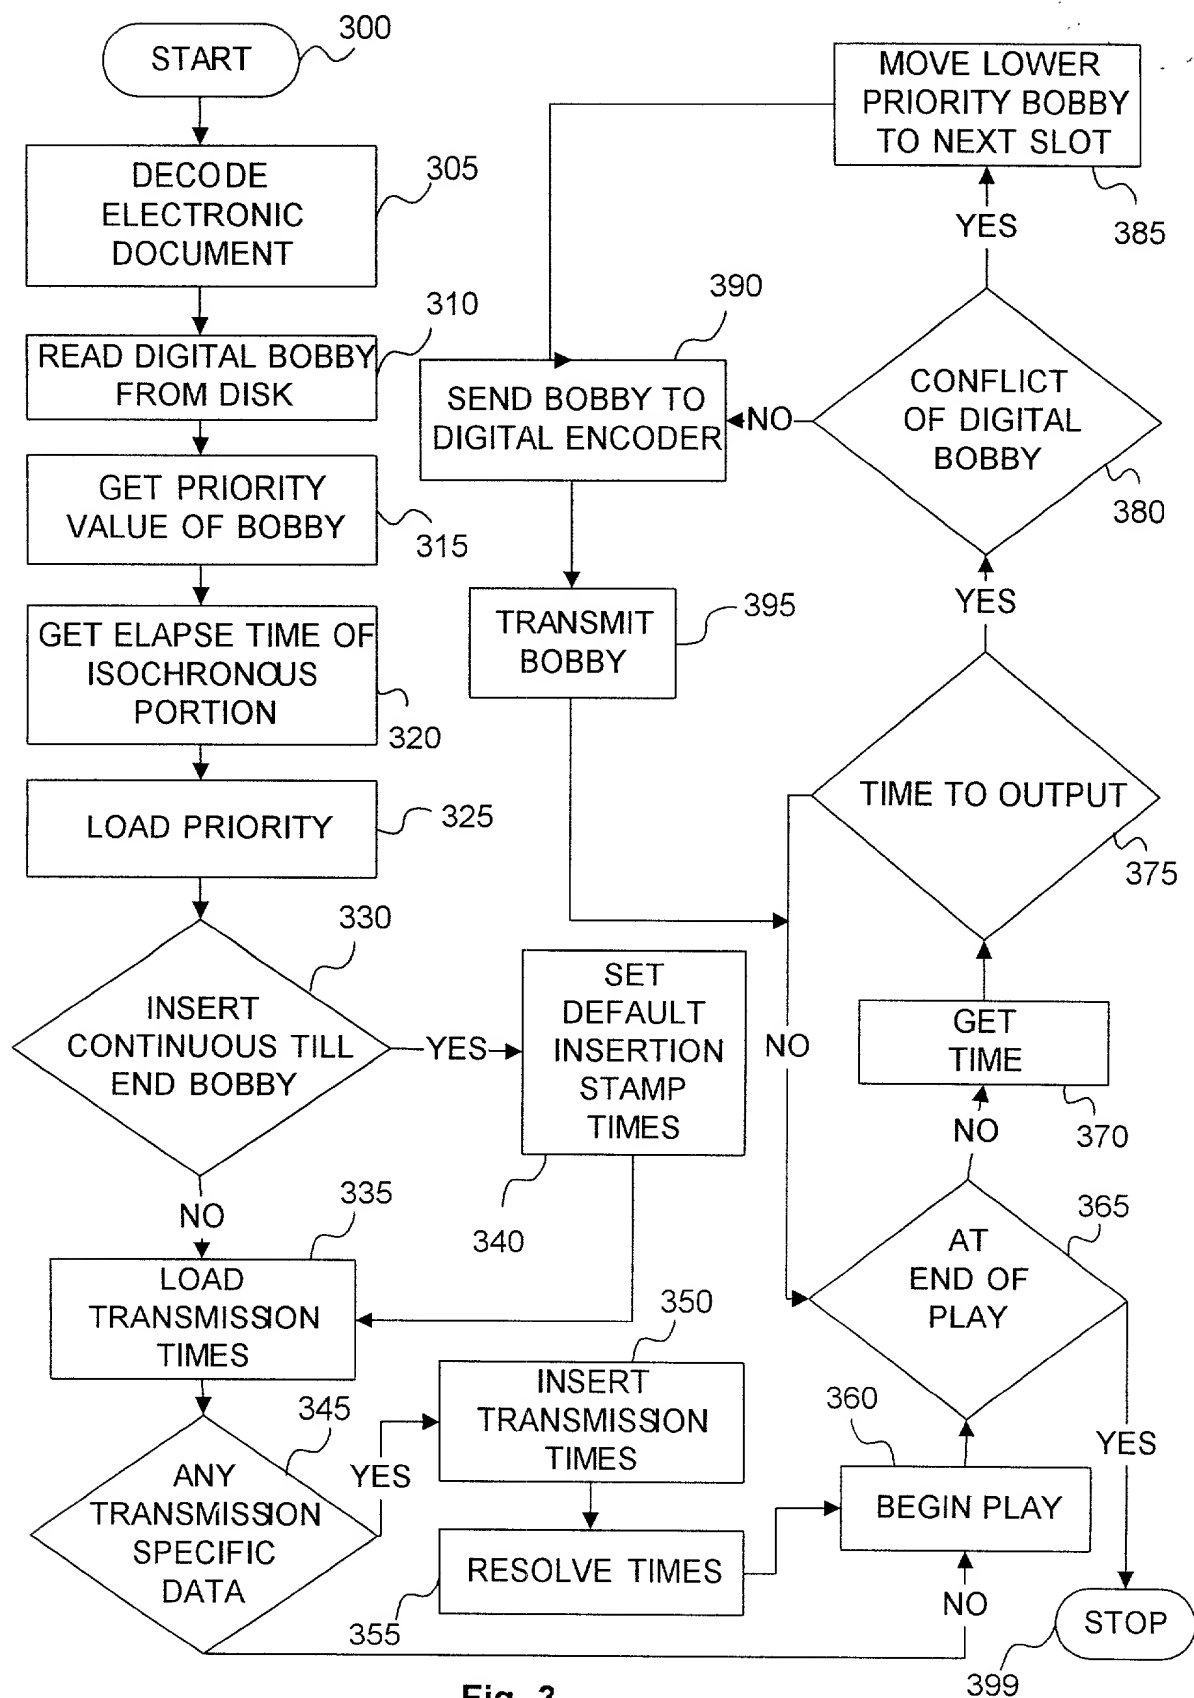 START
300
DECODE
ELECTRONIC
DOCUMENT
305
READ DIGITAL BOBBY
FROM DISK
310
GET PRIORITY
VALUE OF BOBBY
315
GET ELAPSE TIME OF
ISOCHRONOUS
PORTION
320
LOAD PRIORITY
325
INSERT
CONTINUOUS TILL
END BOBBY
330
YES
SET
DEFAULT
INSERTION
STAMP
TIMES
340
NO
LOAD
TRANSMISSION
TIMES
335
ANY
TRANSMISSION
SPECIFIC
DATA
345
YES
INSERT
TRANSMISSION
TIMES
350
RESOLVE TIMES
355
NO
BEGIN PLAY
360
AT
END OF
PLAY
365
YES
STOP
399
NO
GET
TIME
370
TIME TO OUTPUT
375
NO
YES
CONFLICT
OF DIGITAL
BOBBY
380
YES
MOVE LOWER
PRIORITY BOBBY
TO NEXT SLOT
385
NO
SEND BOBBY TO
DIGITAL ENCODER
390
TRANSMIT
BOBBY
395